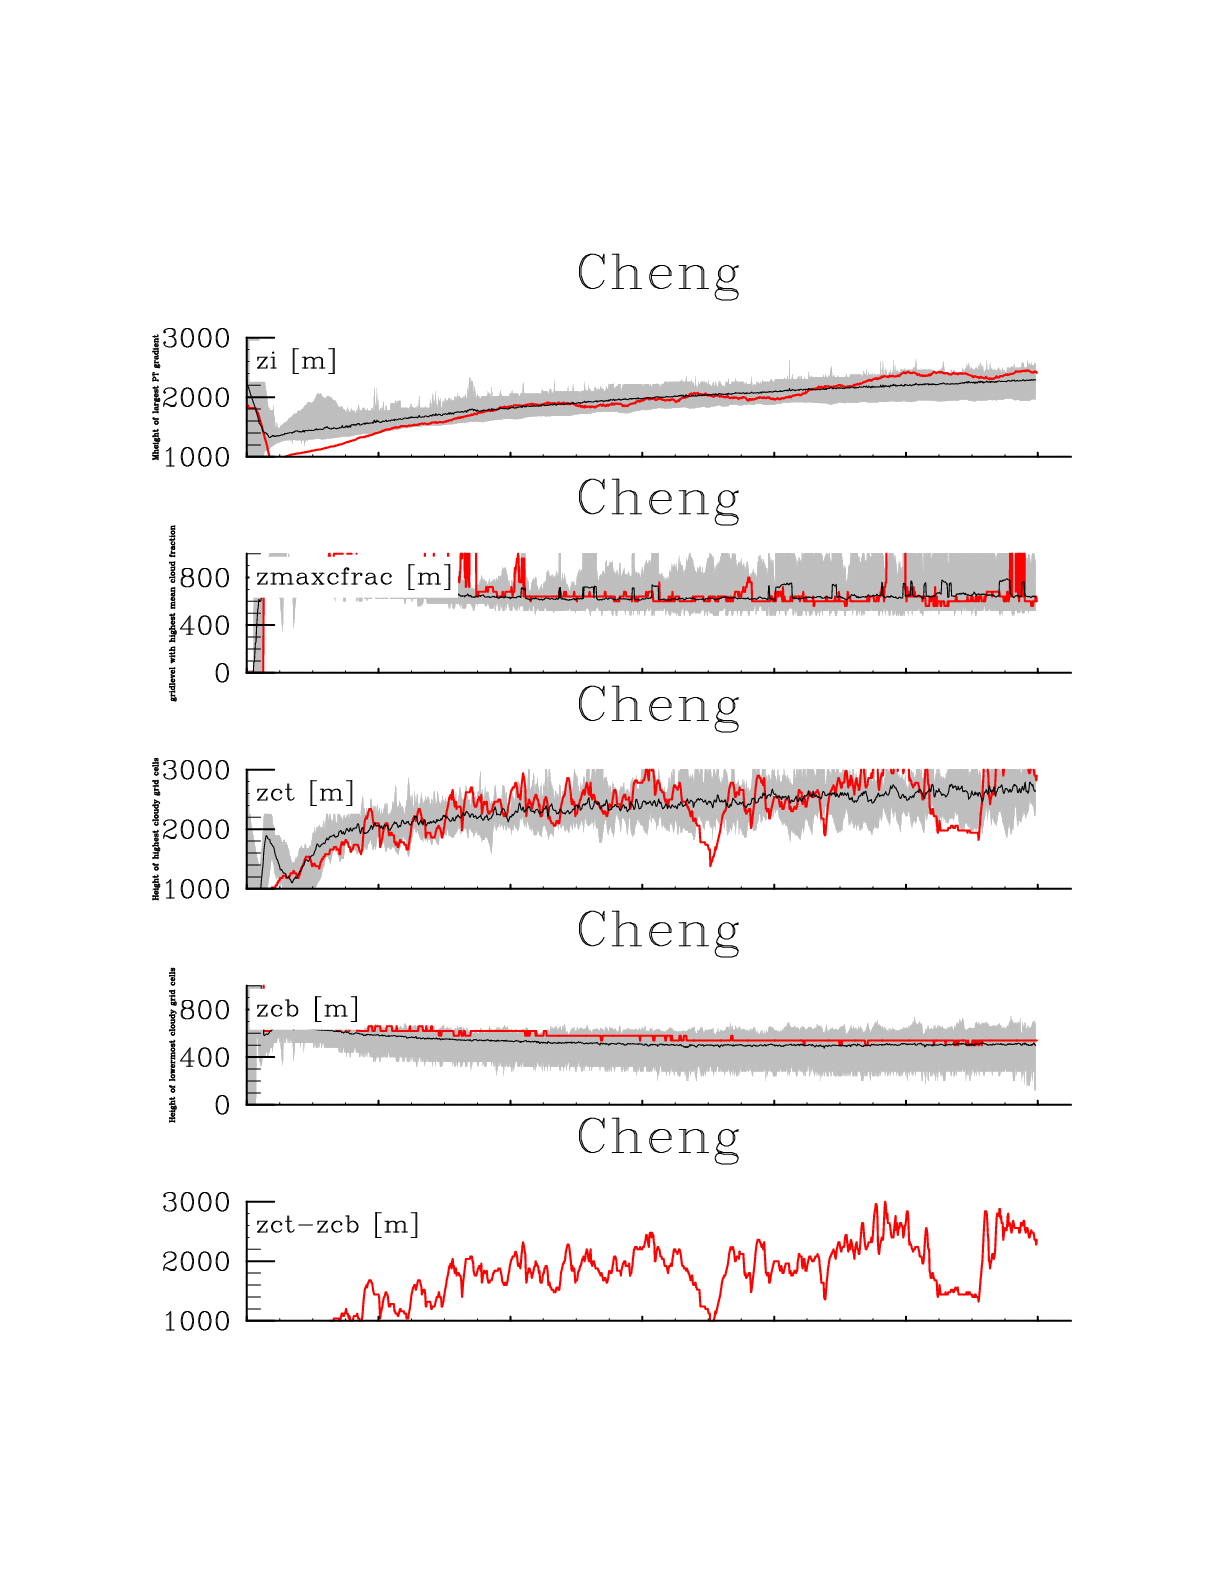 Cheng
Mheight of largest PT gradient
3000
zi [m]
2000
1000
Cheng
gridlevel with highest mean cloud fraction
800
zmaxcfrac [m]
400
0
Cheng
Height of highest cloudy grid cells
3000
zct [m]
2000
1000
Cheng
Height of lowermost cloudy grid cells
800
zcb [m]
400
0
Cheng
3000
zct−zcb [m]
2000
1000